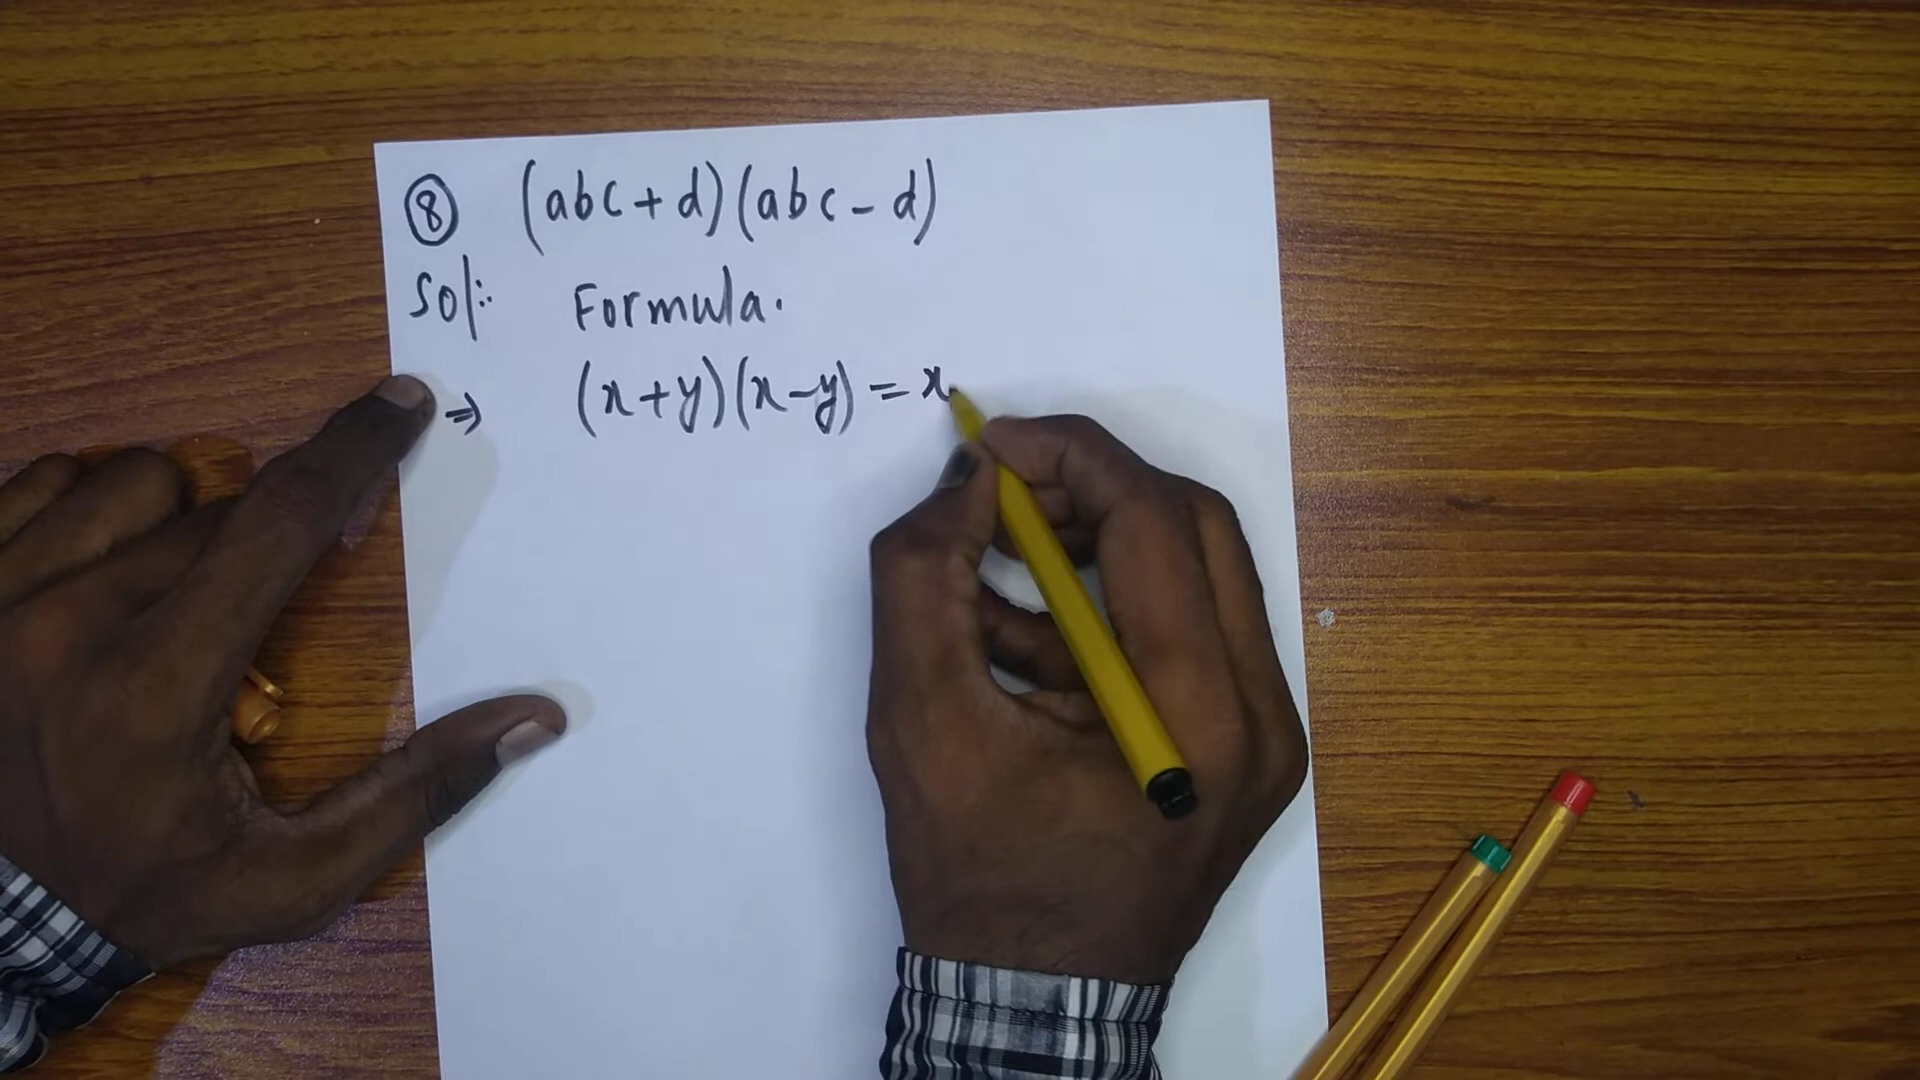 ⑧ (abc+d)(abc-d)
Sol:- Formula.
⇒ (x+y)(x-y) = x